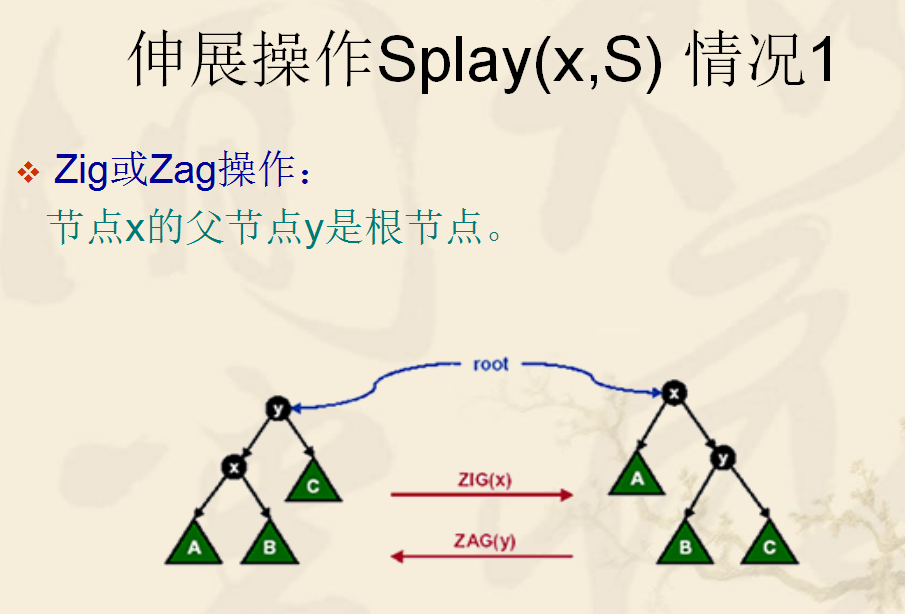 伸展操作Splay(x,S) 情况1
Zig或Zag操作：
节点x的父节点y是根节点。
root
y
x
x
y
C
ZIG(x)
A
A
B
ZAG(y)
B
C